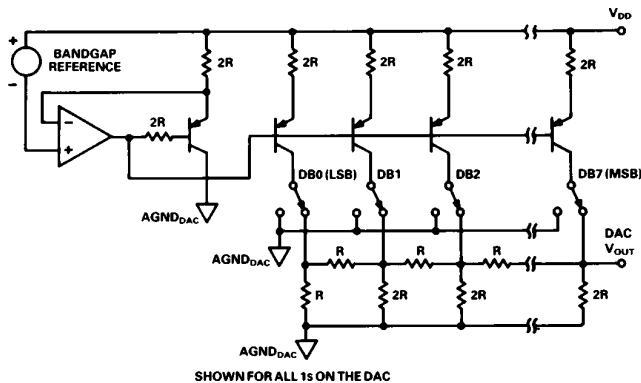 V_DD
+
BANDGAP
REFERENCE
-
2R
2R
2R
2R
2R
-
+
2R
DB0 (LSB)
DB1
DB2
DB7 (MSB)
AGND_DAC
AGND_DAC
DAC
V_OUT
R
R
R
R
2R
2R
2R
AGND_DAC
SHOWN FOR ALL 1s ON THE DAC